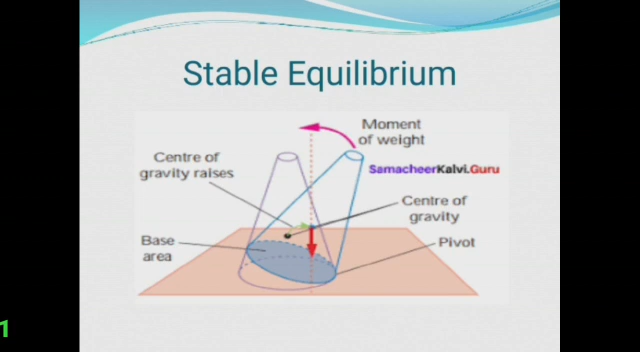 Stable Equilibrium
Moment
of weight
Centre of
gravity raises
SamacheerKalvi.Guru
Centre of
gravity
Base
area
Pivot
1